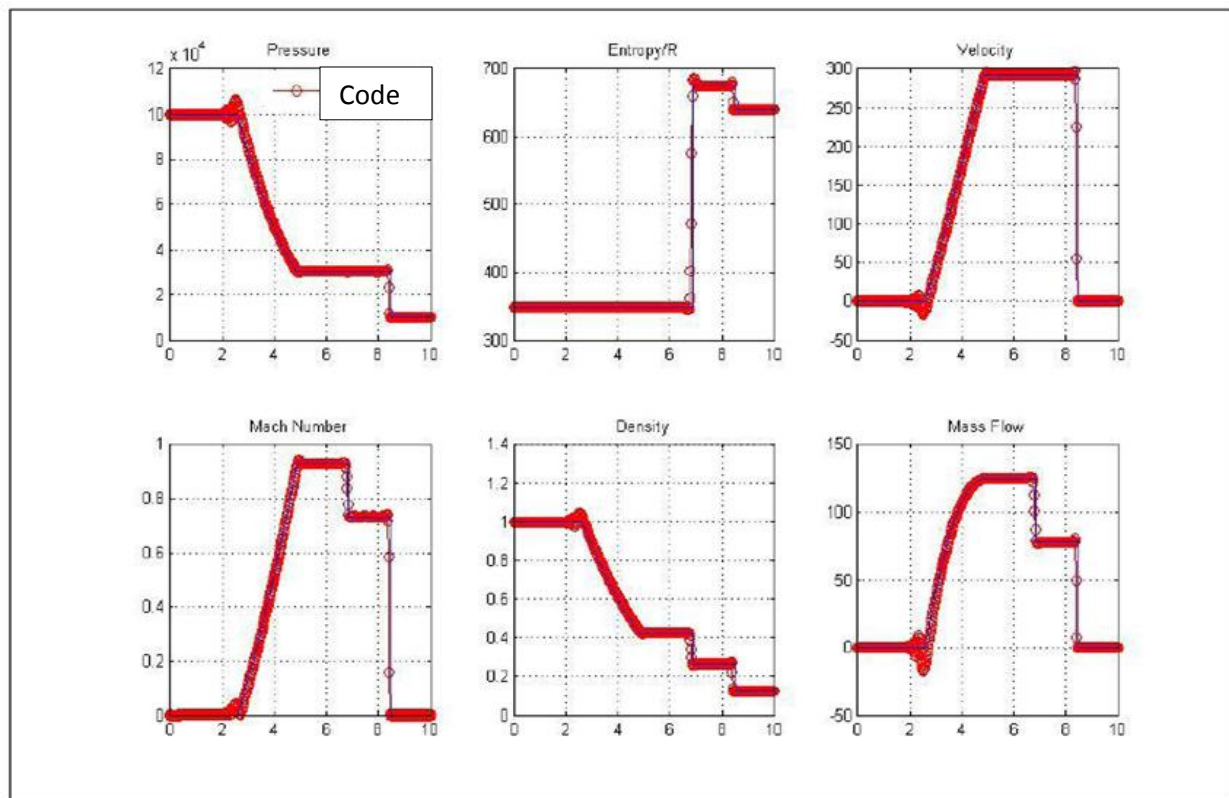 Pressure
x 10⁴
12
10
8
6
4
2
0
0 2 4 6 8 10
Code
Entropy/R
700
600
500
400
300
0 2 4 6 8 10
Velocity
300
250
200
150
100
50
0
-50
0 2 4 6 8 10
Mach Number
1
0.8
0.6
0.4
0.2
0
0 2 4 6 8 10
Density
1.4
1.2
1
0.8
0.6
0.4
0.2
0
0 2 4 6 8 10
Mass Flow
150
100
50
0
-50
0 2 4 6 8 10